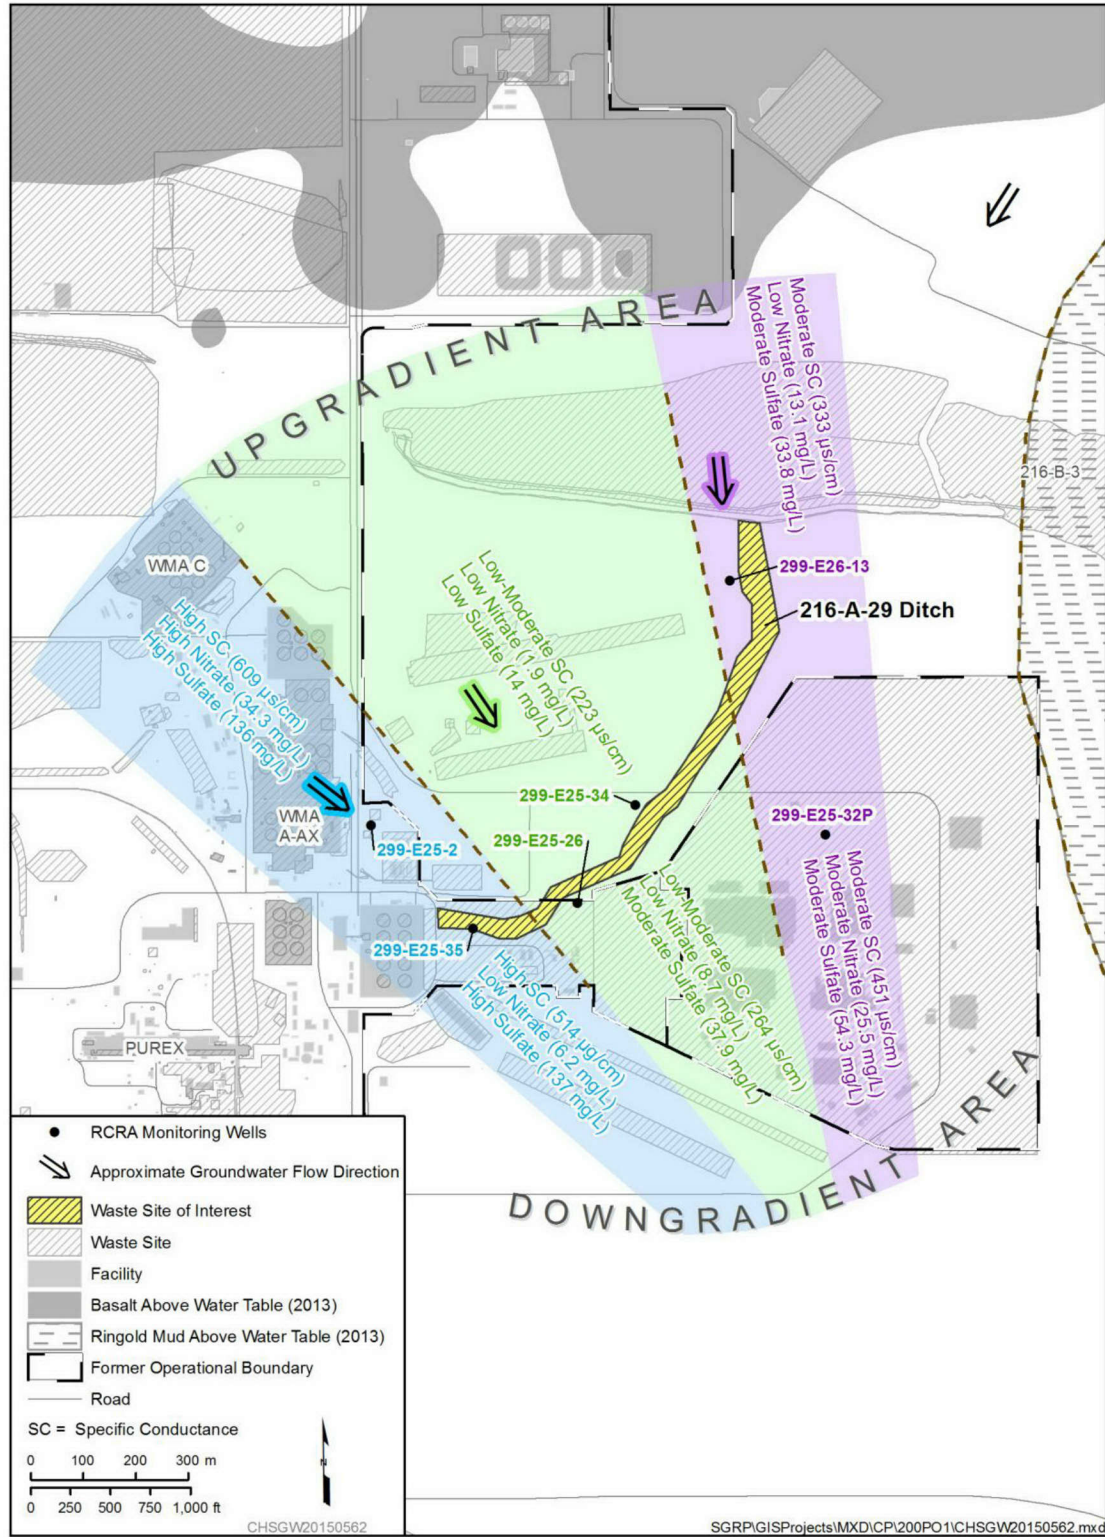 UPGRADIENT AREA
Moderate SC (333 µs/cm)
Low Nitrate (13.1 mg/L)
Moderate Sulfate (33.8 mg/L)
216-B-3
WMA C
299-E26-13
216-A-29 Ditch
High SC (609 µs/cm)
High Nitrate (34.3 mg/L)
High Sulfate (136 mg/L)
Low-Moderate SC (223 µs/cm)
Low Nitrate (1.9 mg/L)
Low Sulfate (14 mg/L)
WMA
A-AX
299-E25-34
299-E25-26
299-E25-32P
299-E25-2
299-E25-35
Low-Moderate SC (264 µs/cm)
Low Nitrate (8.7 mg/L)
Moderate Sulfate (37.9 mg/L)
Moderate SC (451 µs/cm)
Moderate Nitrate (25.5 mg/L)
Moderate Sulfate (54.3 mg/L)
High SC (514 µg/cm)
Low Nitrate (6.2 mg/L)
High Sulfate (137 mg/L)
PUREX
DOWNGRADIENT AREA
RCRA Monitoring Wells
Approximate Groundwater Flow Direction
Waste Site of Interest
Waste Site
Facility
Basalt Above Water Table (2013)
Ringold Mud Above Water Table (2013)
Former Operational Boundary
Road
SC = Specific Conductance
0 100 200 300 m
0 250 500 750 1,000 ft
N
CHSGW20150562
SGRP\GISProjects\MXD\CP\200PO1\CHSGW20150562.mxd